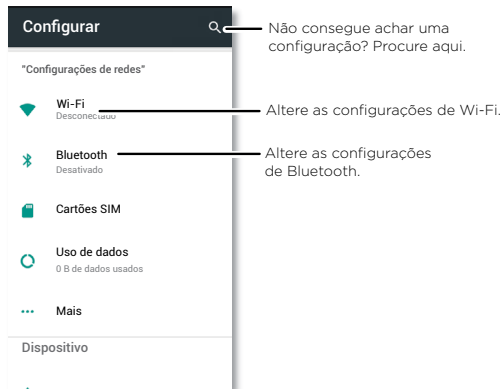 Configurar
Não consegue achar uma
configuração? Procure aqui.
"Configurações de redes"
Wi-Fi
Desconectado
Altere as configurações de Wi-Fi.
Bluetooth
Desativado
Altere as configurações
de Bluetooth.
Cartões SIM
Uso de dados
0 B de dados usados
Mais
Dispositivo